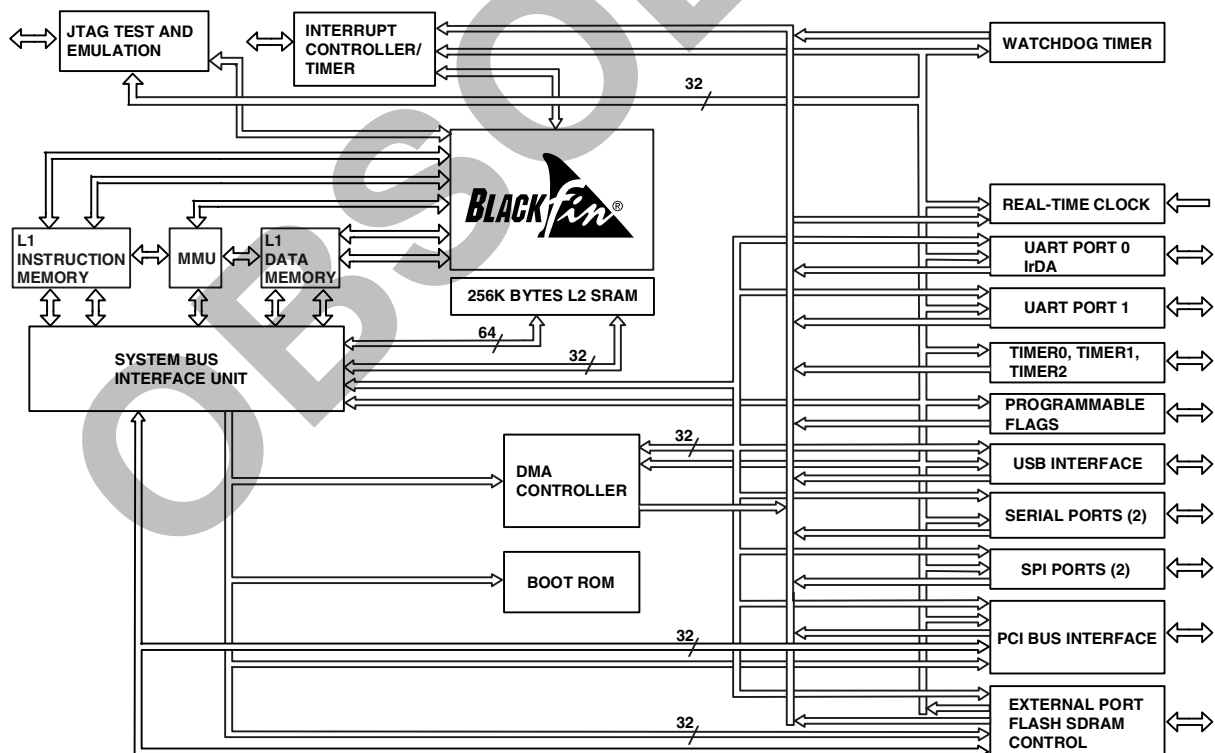 JTAG TEST AND
EMULATION
INTERRUPT
CONTROLLER/
TIMER
WATCHDOG TIMER
32
BLACKfin®
REAL-TIME CLOCK
L1
INSTRUCTION
MEMORY
MMU
L1
DATA
MEMORY
UART PORT 0
IrDA
256K BYTES L2 SRAM
UART PORT 1
64
32
SYSTEM BUS
INTERFACE UNIT
TIMER0, TIMER1,
TIMER2
PROGRAMMABLE
FLAGS
32
DMA
CONTROLLER
USB INTERFACE
SERIAL PORTS (2)
SPI PORTS (2)
BOOT ROM
32
PCI BUS INTERFACE
32
EXTERNAL PORT
FLASH SDRAM
CONTROL
OBSO